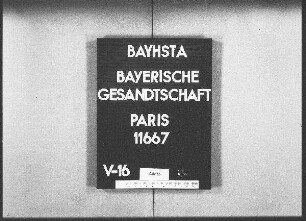 BAYHSTA
BAYERISCHE
GESANDTSCHAFT
PARIS
11667
V-16